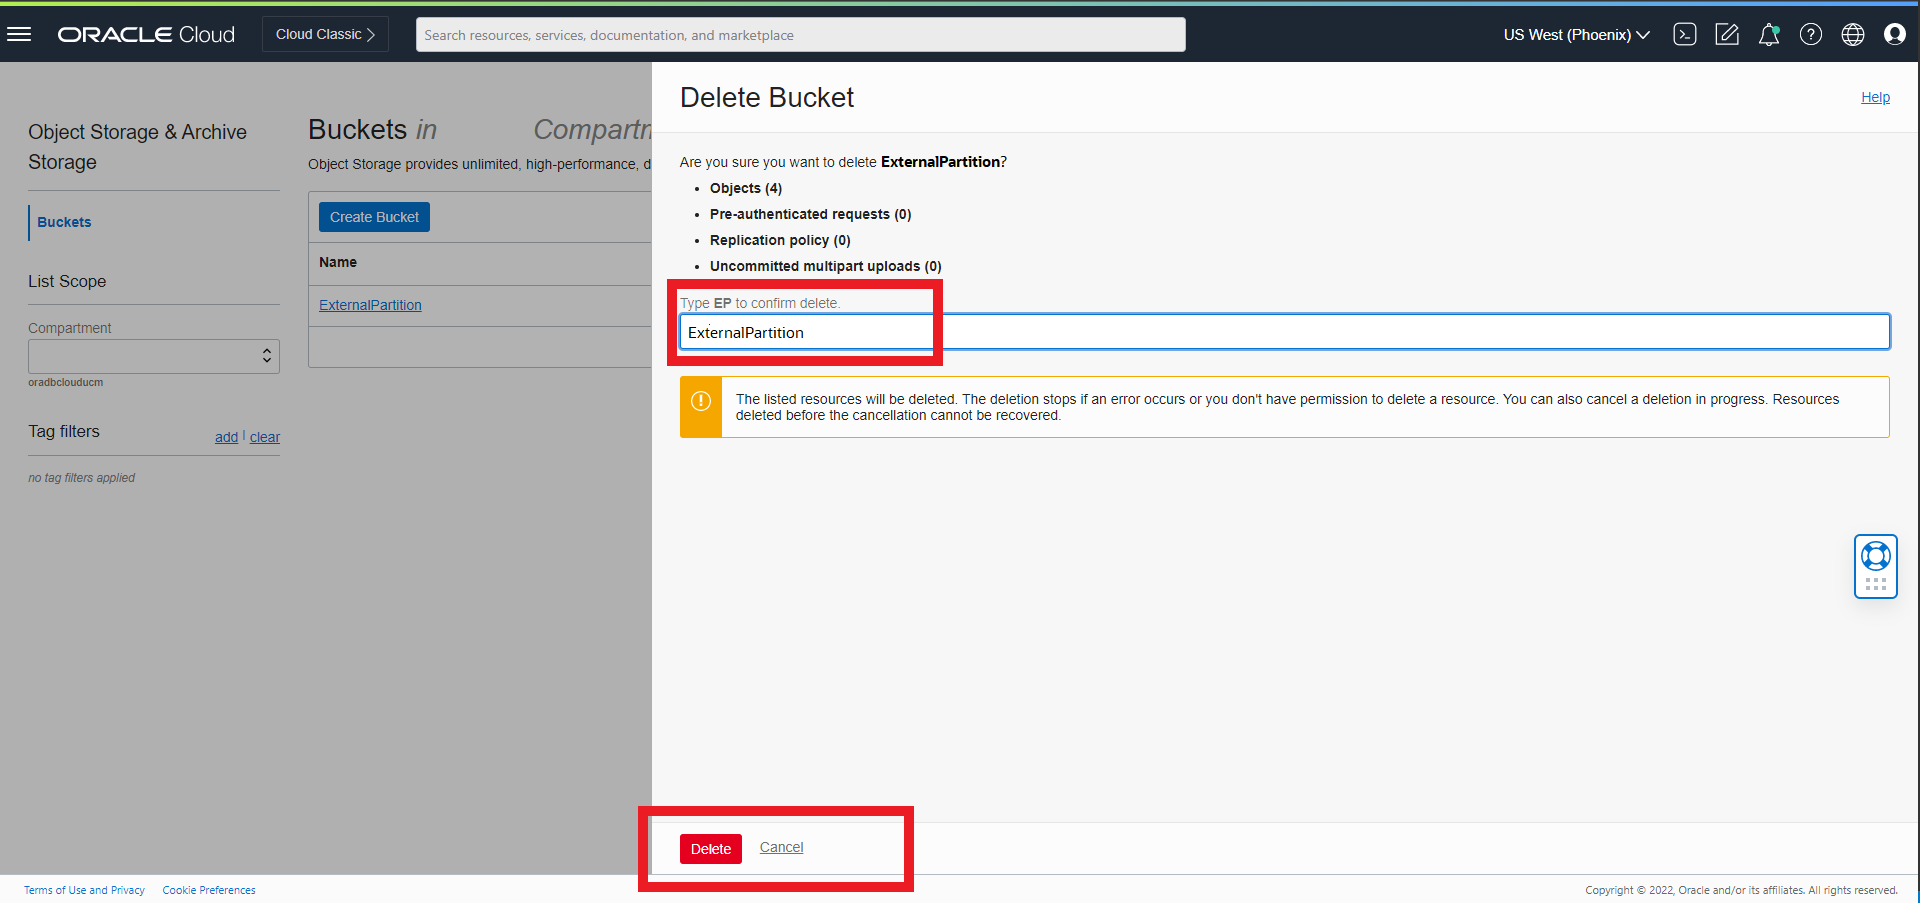 ORACLE Cloud
Cloud Classic
Search resources, services, documentation, and marketplace
US West (Phoenix)
Object Storage & Archive
Storage
Buckets
List Scope
Compartment
oradbclouducm
Tag filters
add | clear
no tag filters applied
Buckets in Compartm
Object Storage provides unlimited, high-performance, d
Create Bucket
Name
ExternalPartition
Delete Bucket
Help
Are you sure you want to delete ExternalPartition?
• Objects (4)
• Pre-authenticated requests (0)
• Replication policy (0)
• Uncommitted multipart uploads (0)
Type EP to confirm delete.
ExternalPartition
The listed resources will be deleted. The deletion stops if an error occurs or you don't have permission to delete a resource. You can also cancel a deletion in progress. Resources
deleted before the cancellation cannot be recovered.
Delete
Cancel
Terms of Use and Privacy
Cookie Preferences
Copyright © 2022, Oracle and/or its affiliates. All rights reserved.